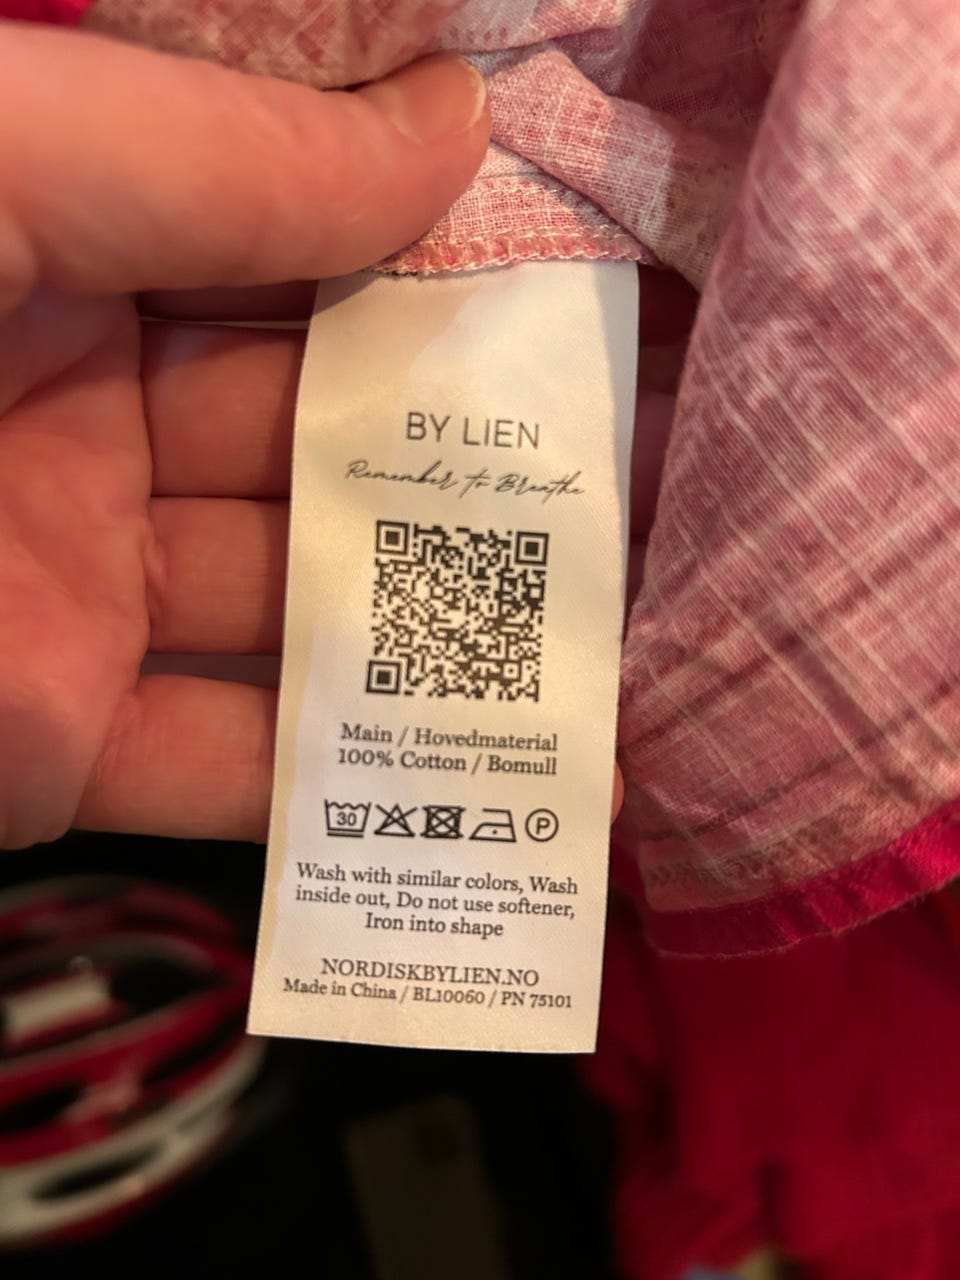 BY LIEN
Remember to Breathe
Main / Hovedmaterial
100% Cotton / Bomull
30
P
Wash with similar colors, Wash
inside out, Do not use softener,
Iron into shape
NORDISKBYLIEN.NO
Made in China / BL10060 / PN 75101